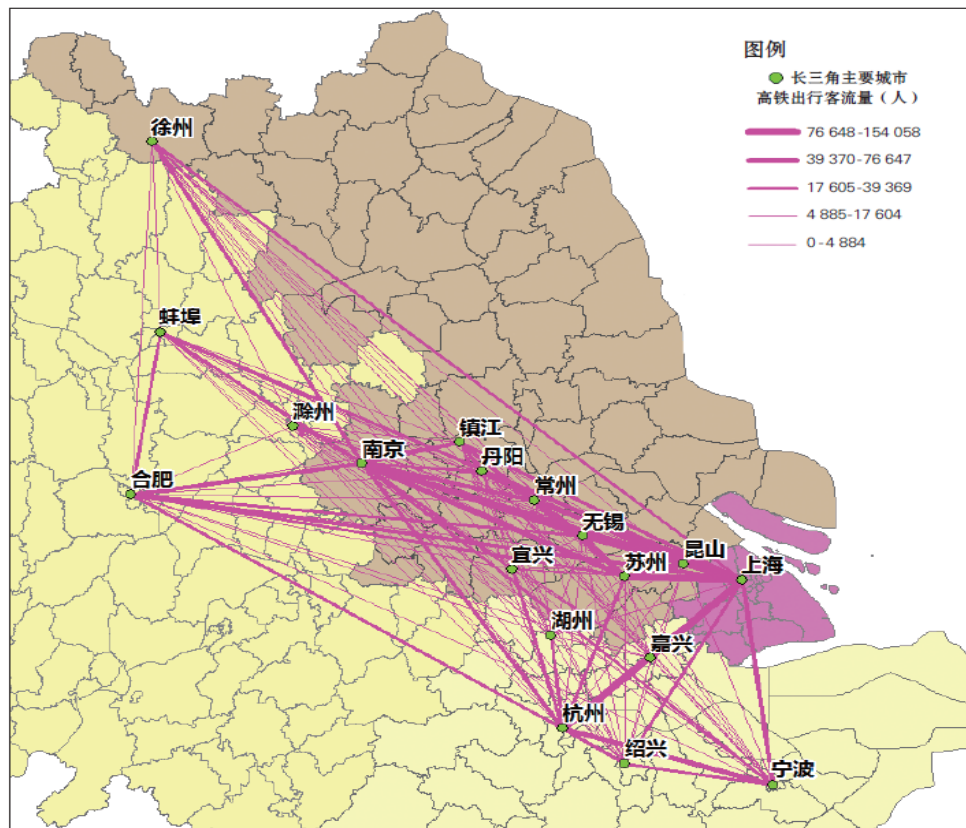 图例
长三角主要城市
高铁出行客流量（人）
76 648-154 058
39 370-76 647
17 605-39 369
4 885-17 604
0-4 884
徐州
蚌埠
滁州
镇江
南京
丹阳
合肥
常州
无锡
宜兴
苏州
昆山
上海
湖州
嘉兴
杭州
绍兴
宁波